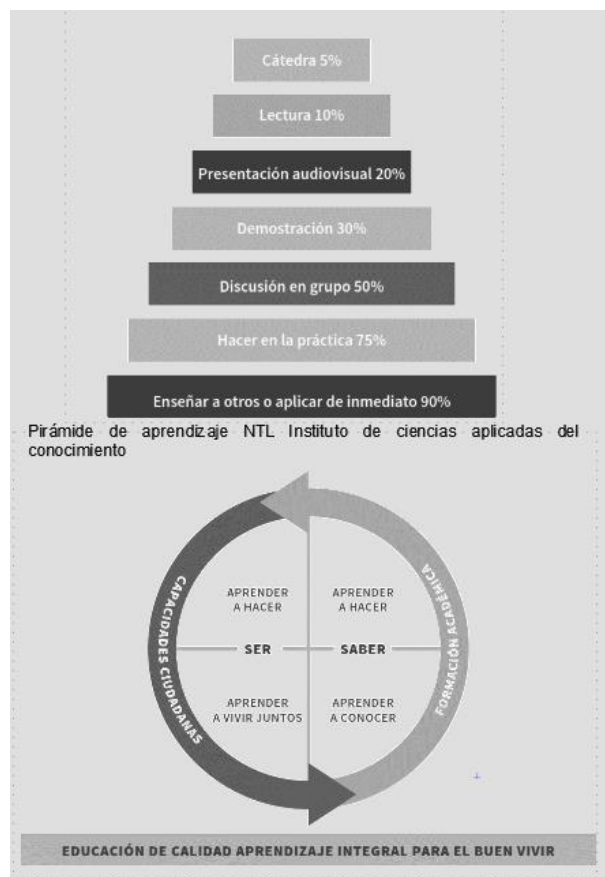 Cátedra 5%
Lectura 10%
Presentación audiovisual 20%
Demostración 30%
Discusión en grupo 50%
Hacer en la práctica 75%
Enseñar a otros o aplicar de inmediato 90%
Pirámide de aprendizaje NTL Instituto de ciencias aplicadas del
conocimiento
CAPACIDADES CIUDADANAS
FORMACIÓN ACADÉMICA
APRENDER
A HACER
APRENDER
A HACER
SER
SABER
APRENDER
A VIVIR JUNTOS
APRENDER
A CONOCER
EDUCACIÓN DE CALIDAD APRENDIZAJE INTEGRAL PARA EL BUEN VIVIR